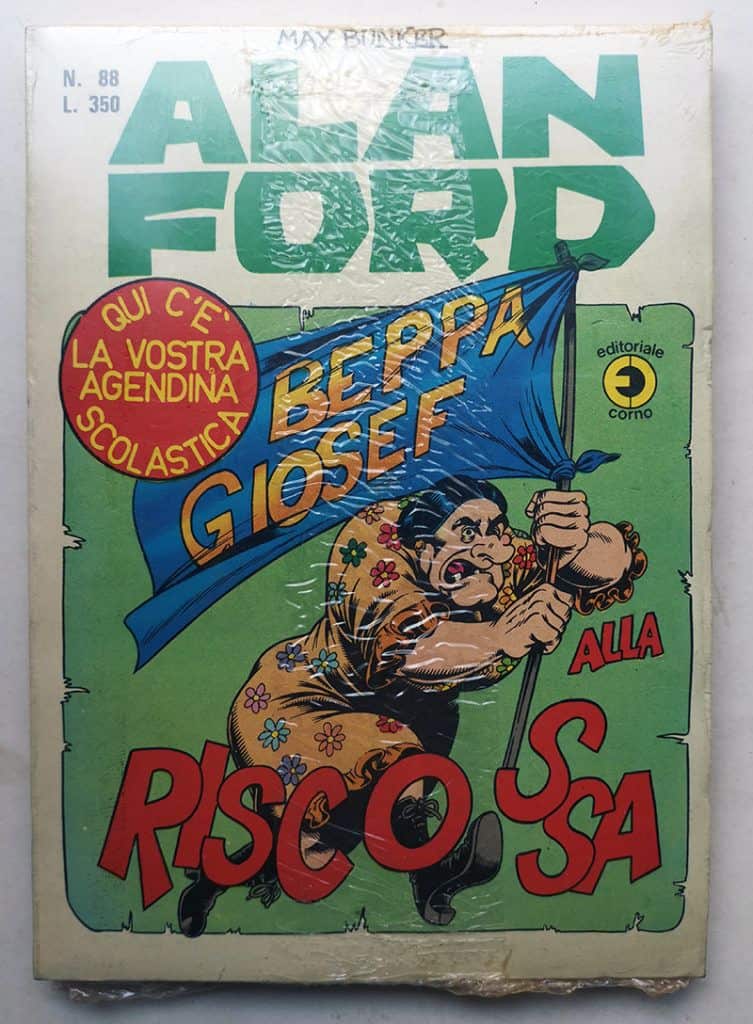 MAX BUNKER
N. 88
L. 350
ALAN
FORD
QUI C'E'
LA VOSTRA
AGENDINA
SCOLASTICA
BEPPA
GIOSEF
editoriale
corno
ALLA
RISCOSSA